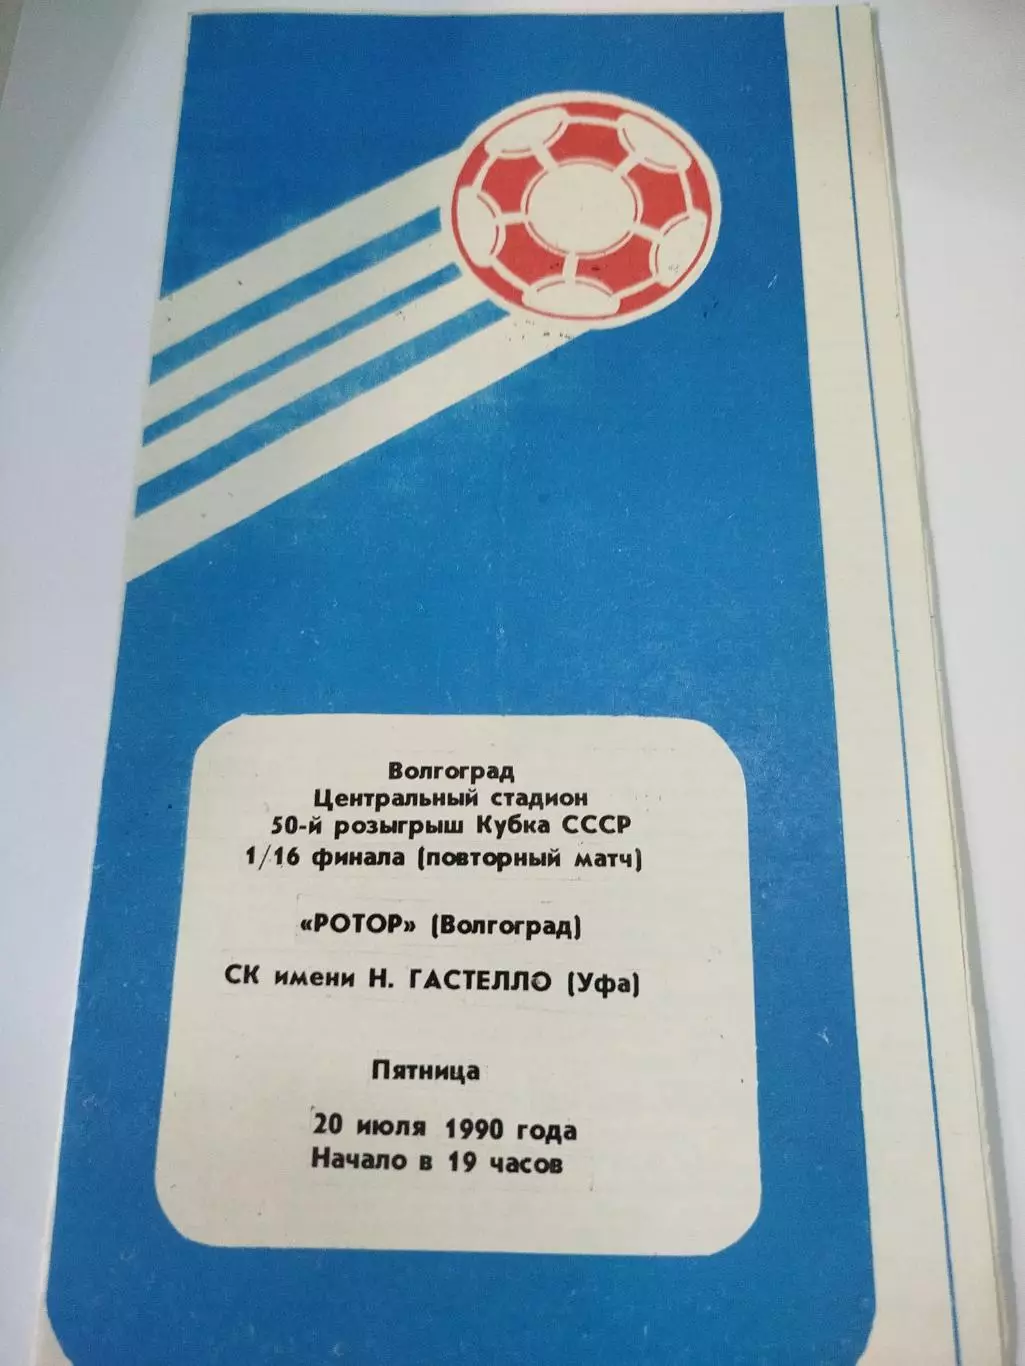 Волгоград
Центральный стадион
50-й розыгрыш Кубка СССР
1/16 финала (повторный матч)
«РОТОР» (Волгоград)
СК имени Н. ГАСТЕЛЛО (Уфа)
Пятница
20 июля 1990 года
Начало в 19 часов